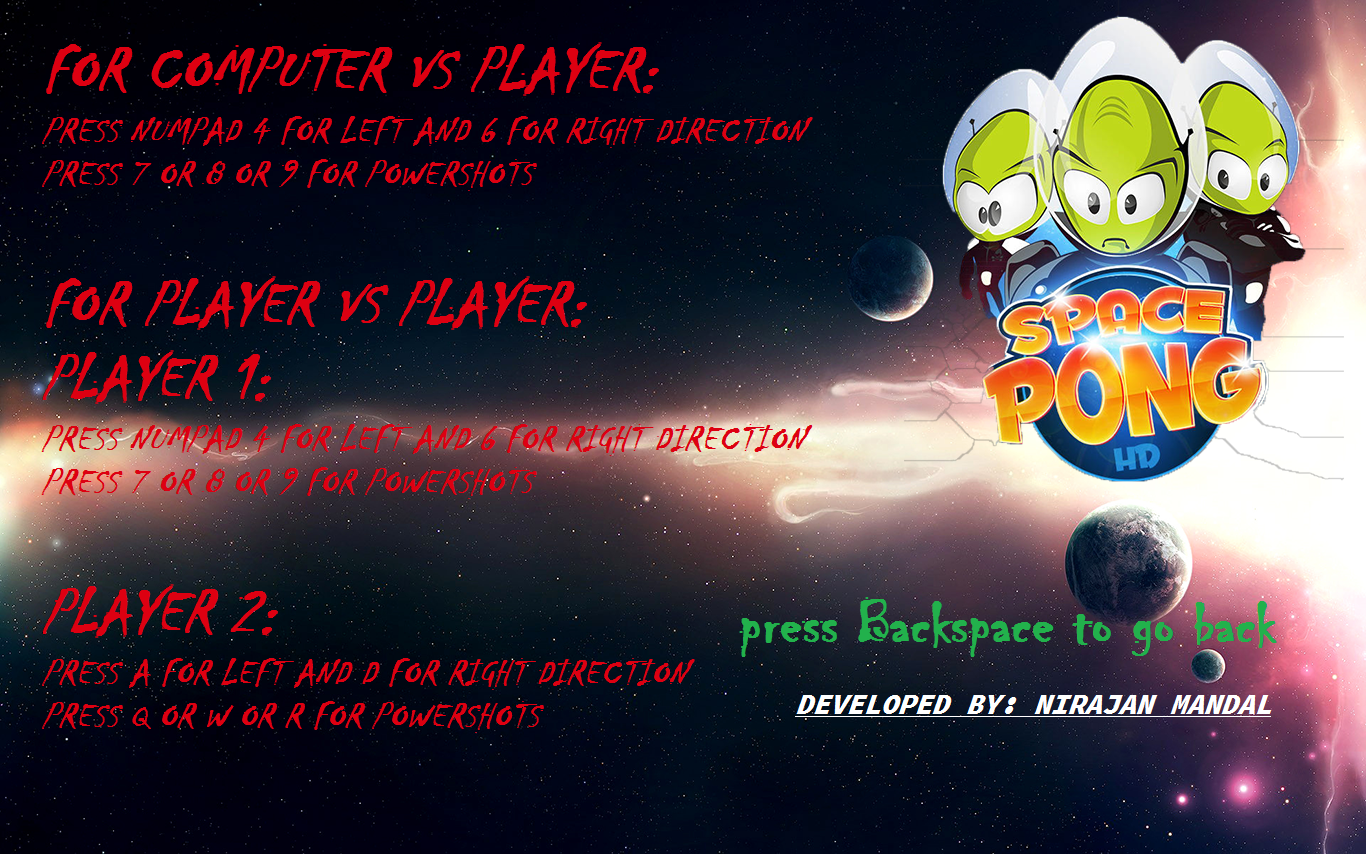 FOR COMPUTER VS PLAYER:
PRESS NUMPAD 4 FOR LEFT AND 6 FOR RIGHT DIRECTION
PRESS 7 OR 8 OR 9 FOR POWERSHOTS
FOR PLAYER VS PLAYER:
PLAYER 1:
PRESS NUMPAD 4 FOR LEFT AND 6 FOR RIGHT DIRECTION
PRESS 7 OR 8 OR 9 FOR POWERSHOTS
PLAYER 2:
PRESS A FOR LEFT AND D FOR RIGHT DIRECTION
PRESS Q OR W OR R FOR POWERSHOTS
SPACE
PONG
HD
press Backspace to go back
DEVELOPED BY: NIRAJAN MANDAL